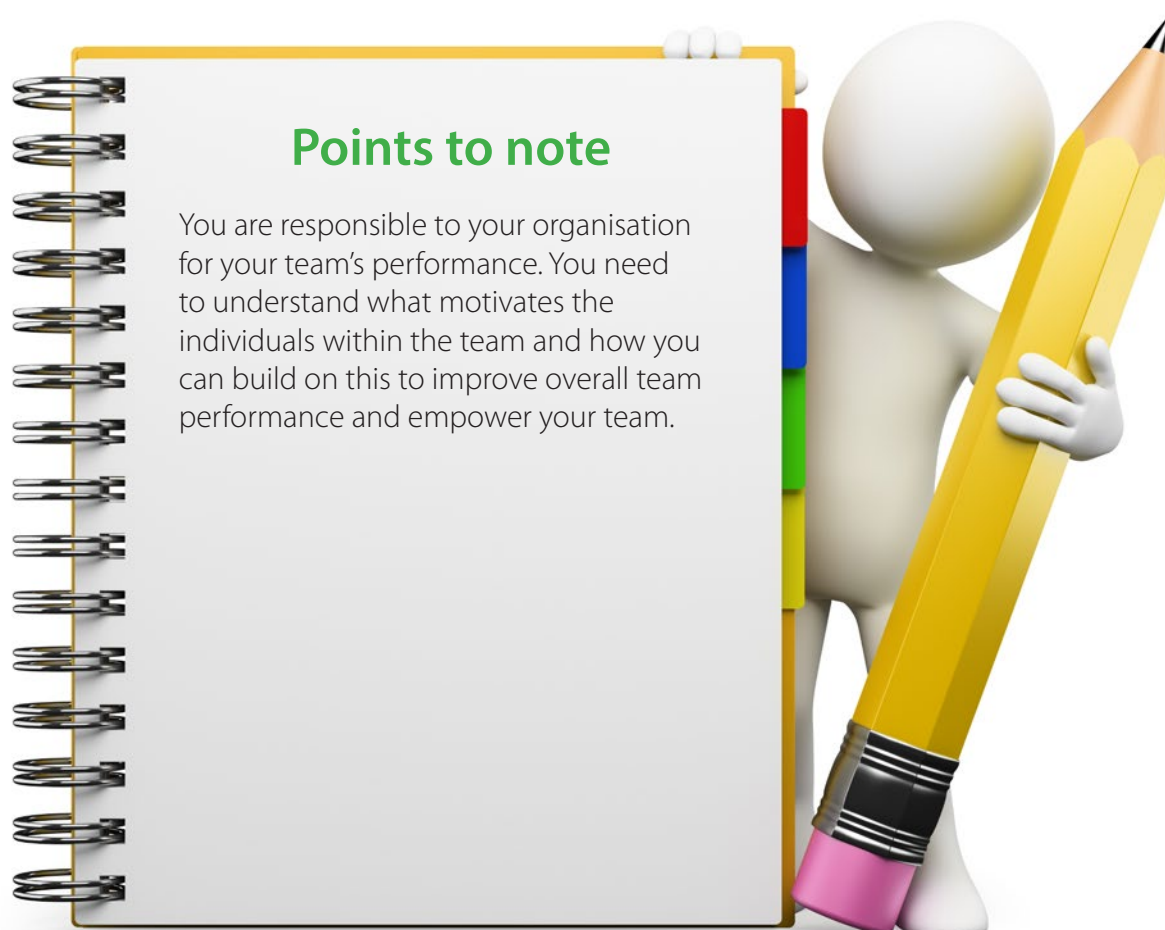 Points to note
You are responsible to your organisation
for your team's performance. You need
to understand what motivates the
individuals within the team and how you
can build on this to improve overall team
performance and empower your team.